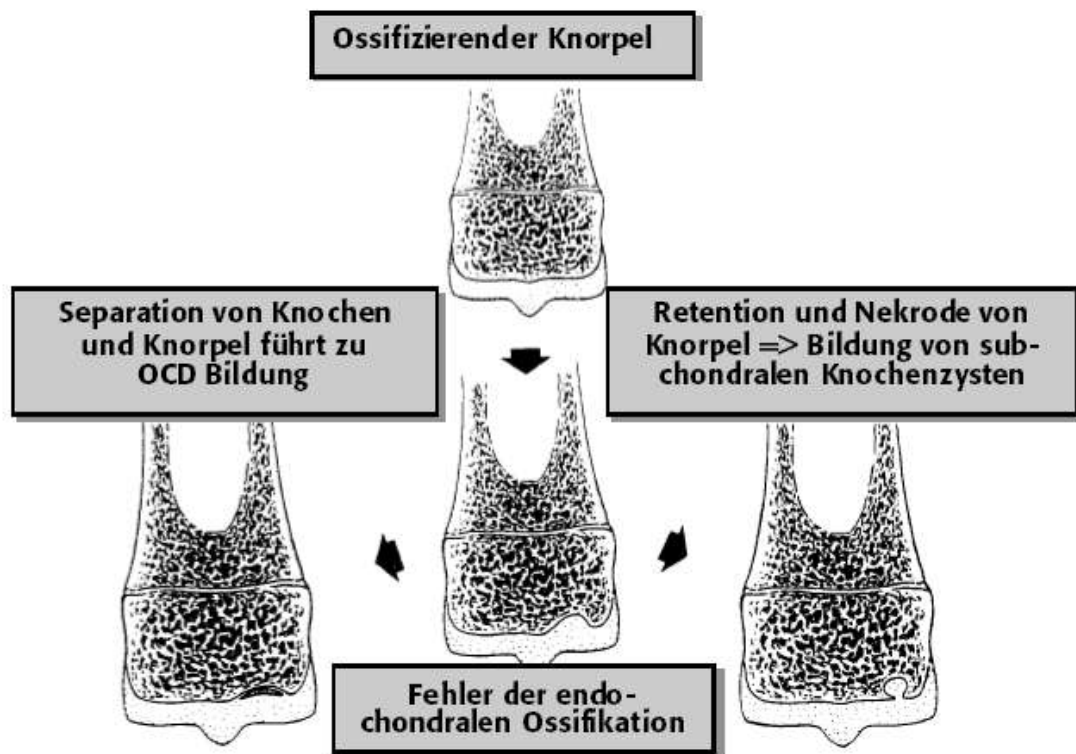 Ossifizierender Knorpel
Separation von Knochen
und Knorpel führt zu
OCD Bildung
Retention und Nekrode von
Knorpel => Bildung von sub-
chondralen Knochenzysten
Fehler der endo-
chondralen Ossifikation